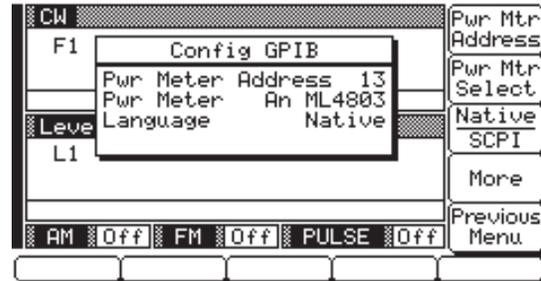 CW
F1
Config GPIB
Pwr Meter Address 13
Pwr Meter An ML4803
Language Native
Leve
L1
AM Off FM Off PULSE Off
Pwr Mtr
Address
Pwr Mtr
Select
Native
SCPI
More
Previous
Menu